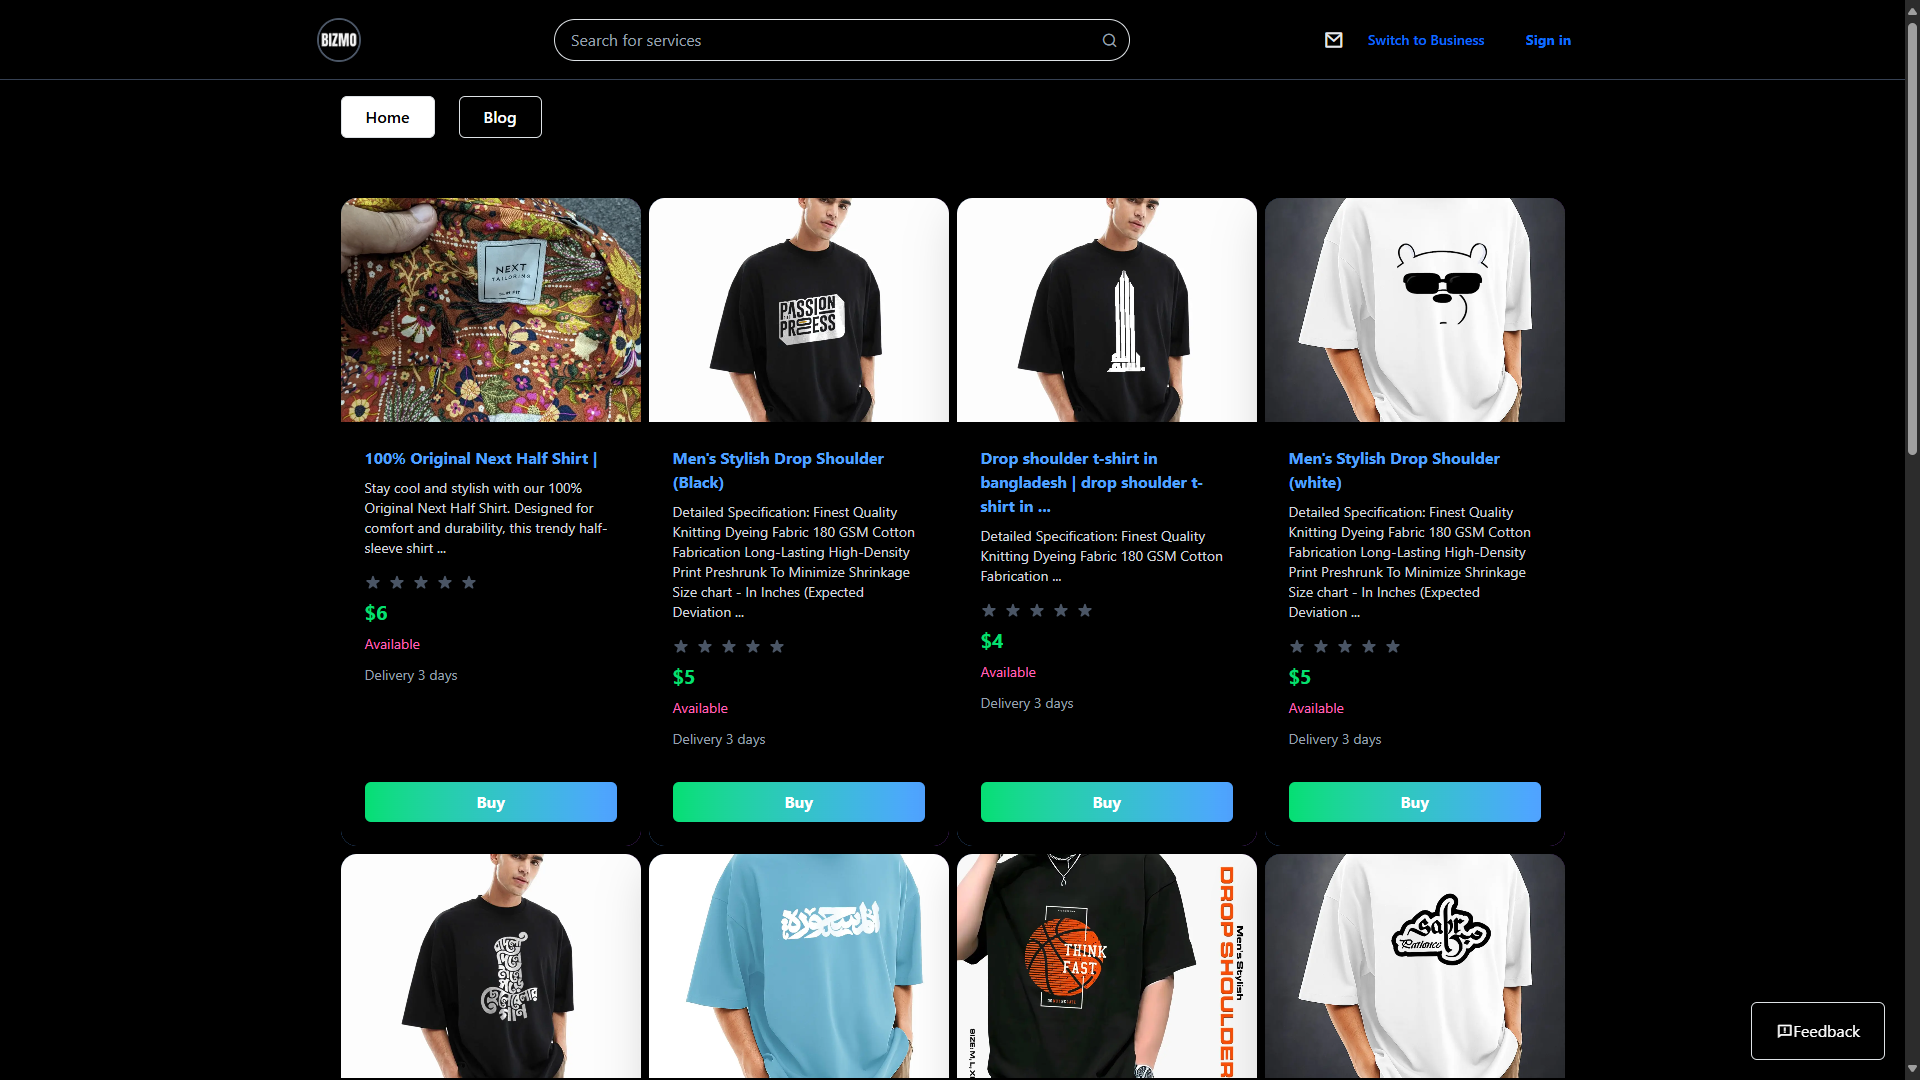 BIZMO
Search for services
Switch to Business
Sign in
Home
Blog
NEXT
TAILORING
SLIM FIT
PASSION
PROCESS
100% Original Next Half Shirt |
Stay cool and stylish with our 100%
Original Next Half Shirt. Designed for
comfort and durability, this trendy half-
sleeve shirt ...
$6
Available
Delivery 3 days
Buy
Men's Stylish Drop Shoulder
(Black)
Detailed Specification: Finest Quality
Knitting Dyeing Fabric 180 GSM Cotton
Fabrication Long-Lasting High-Density
Print Preshrunk To Minimize Shrinkage
Size chart - In Inches (Expected
Deviation ...
$5
Available
Delivery 3 days
Buy
Drop shoulder t-shirt in
bangladesh | drop shoulder t-
shirt in ...
Detailed Specification: Finest Quality
Knitting Dyeing Fabric 180 GSM Cotton
Fabrication ...
$4
Available
Delivery 3 days
Buy
Men's Stylish Drop Shoulder
(white)
Detailed Specification: Finest Quality
Knitting Dyeing Fabric 180 GSM Cotton
Fabrication Long-Lasting High-Density
Print Preshrunk To Minimize Shrinkage
Size chart - In Inches (Expected
Deviation ...
$5
Available
Delivery 3 days
Buy
THINK
FAST
DROP SHOULDER
Men's Stylish
SIZE: M, L, XL
sabr
Patiance
Feedback